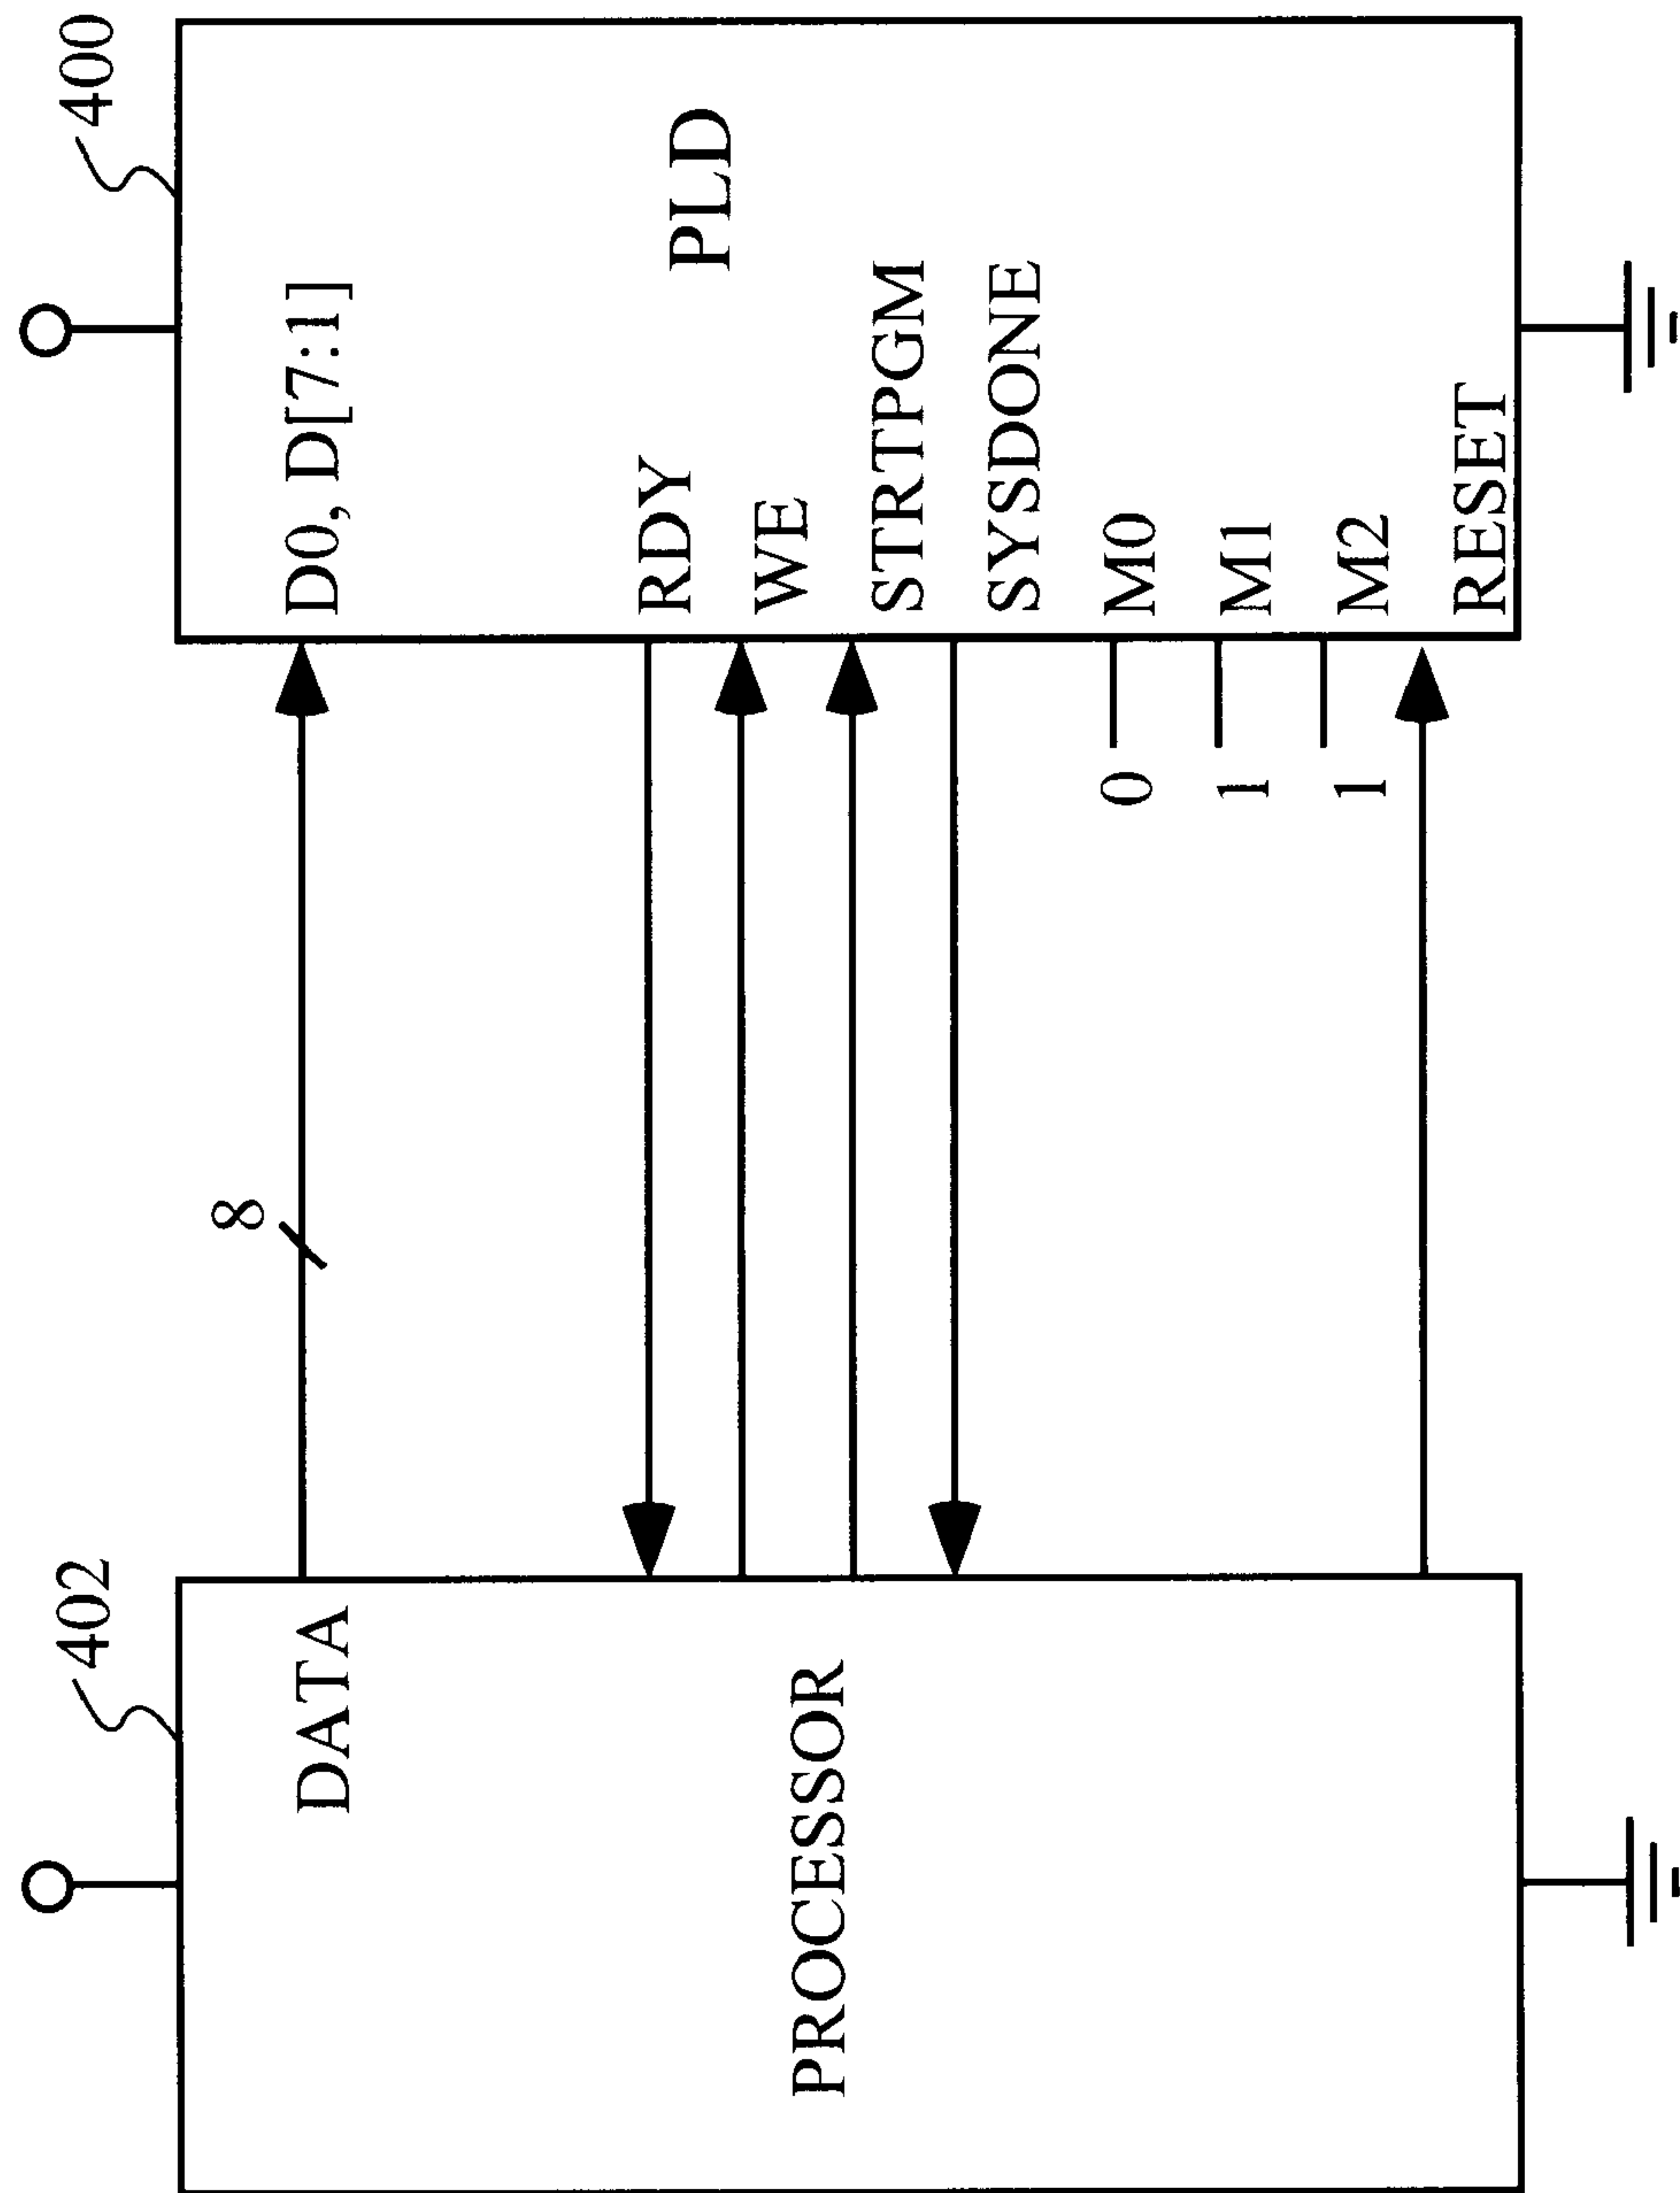 402
DATA
PROCESSOR
8
400
D0, D[7::1]
PLD
RDY
WE
STRTPGM
SYSDONE
0
M0
1
M1
1
M2
RESET